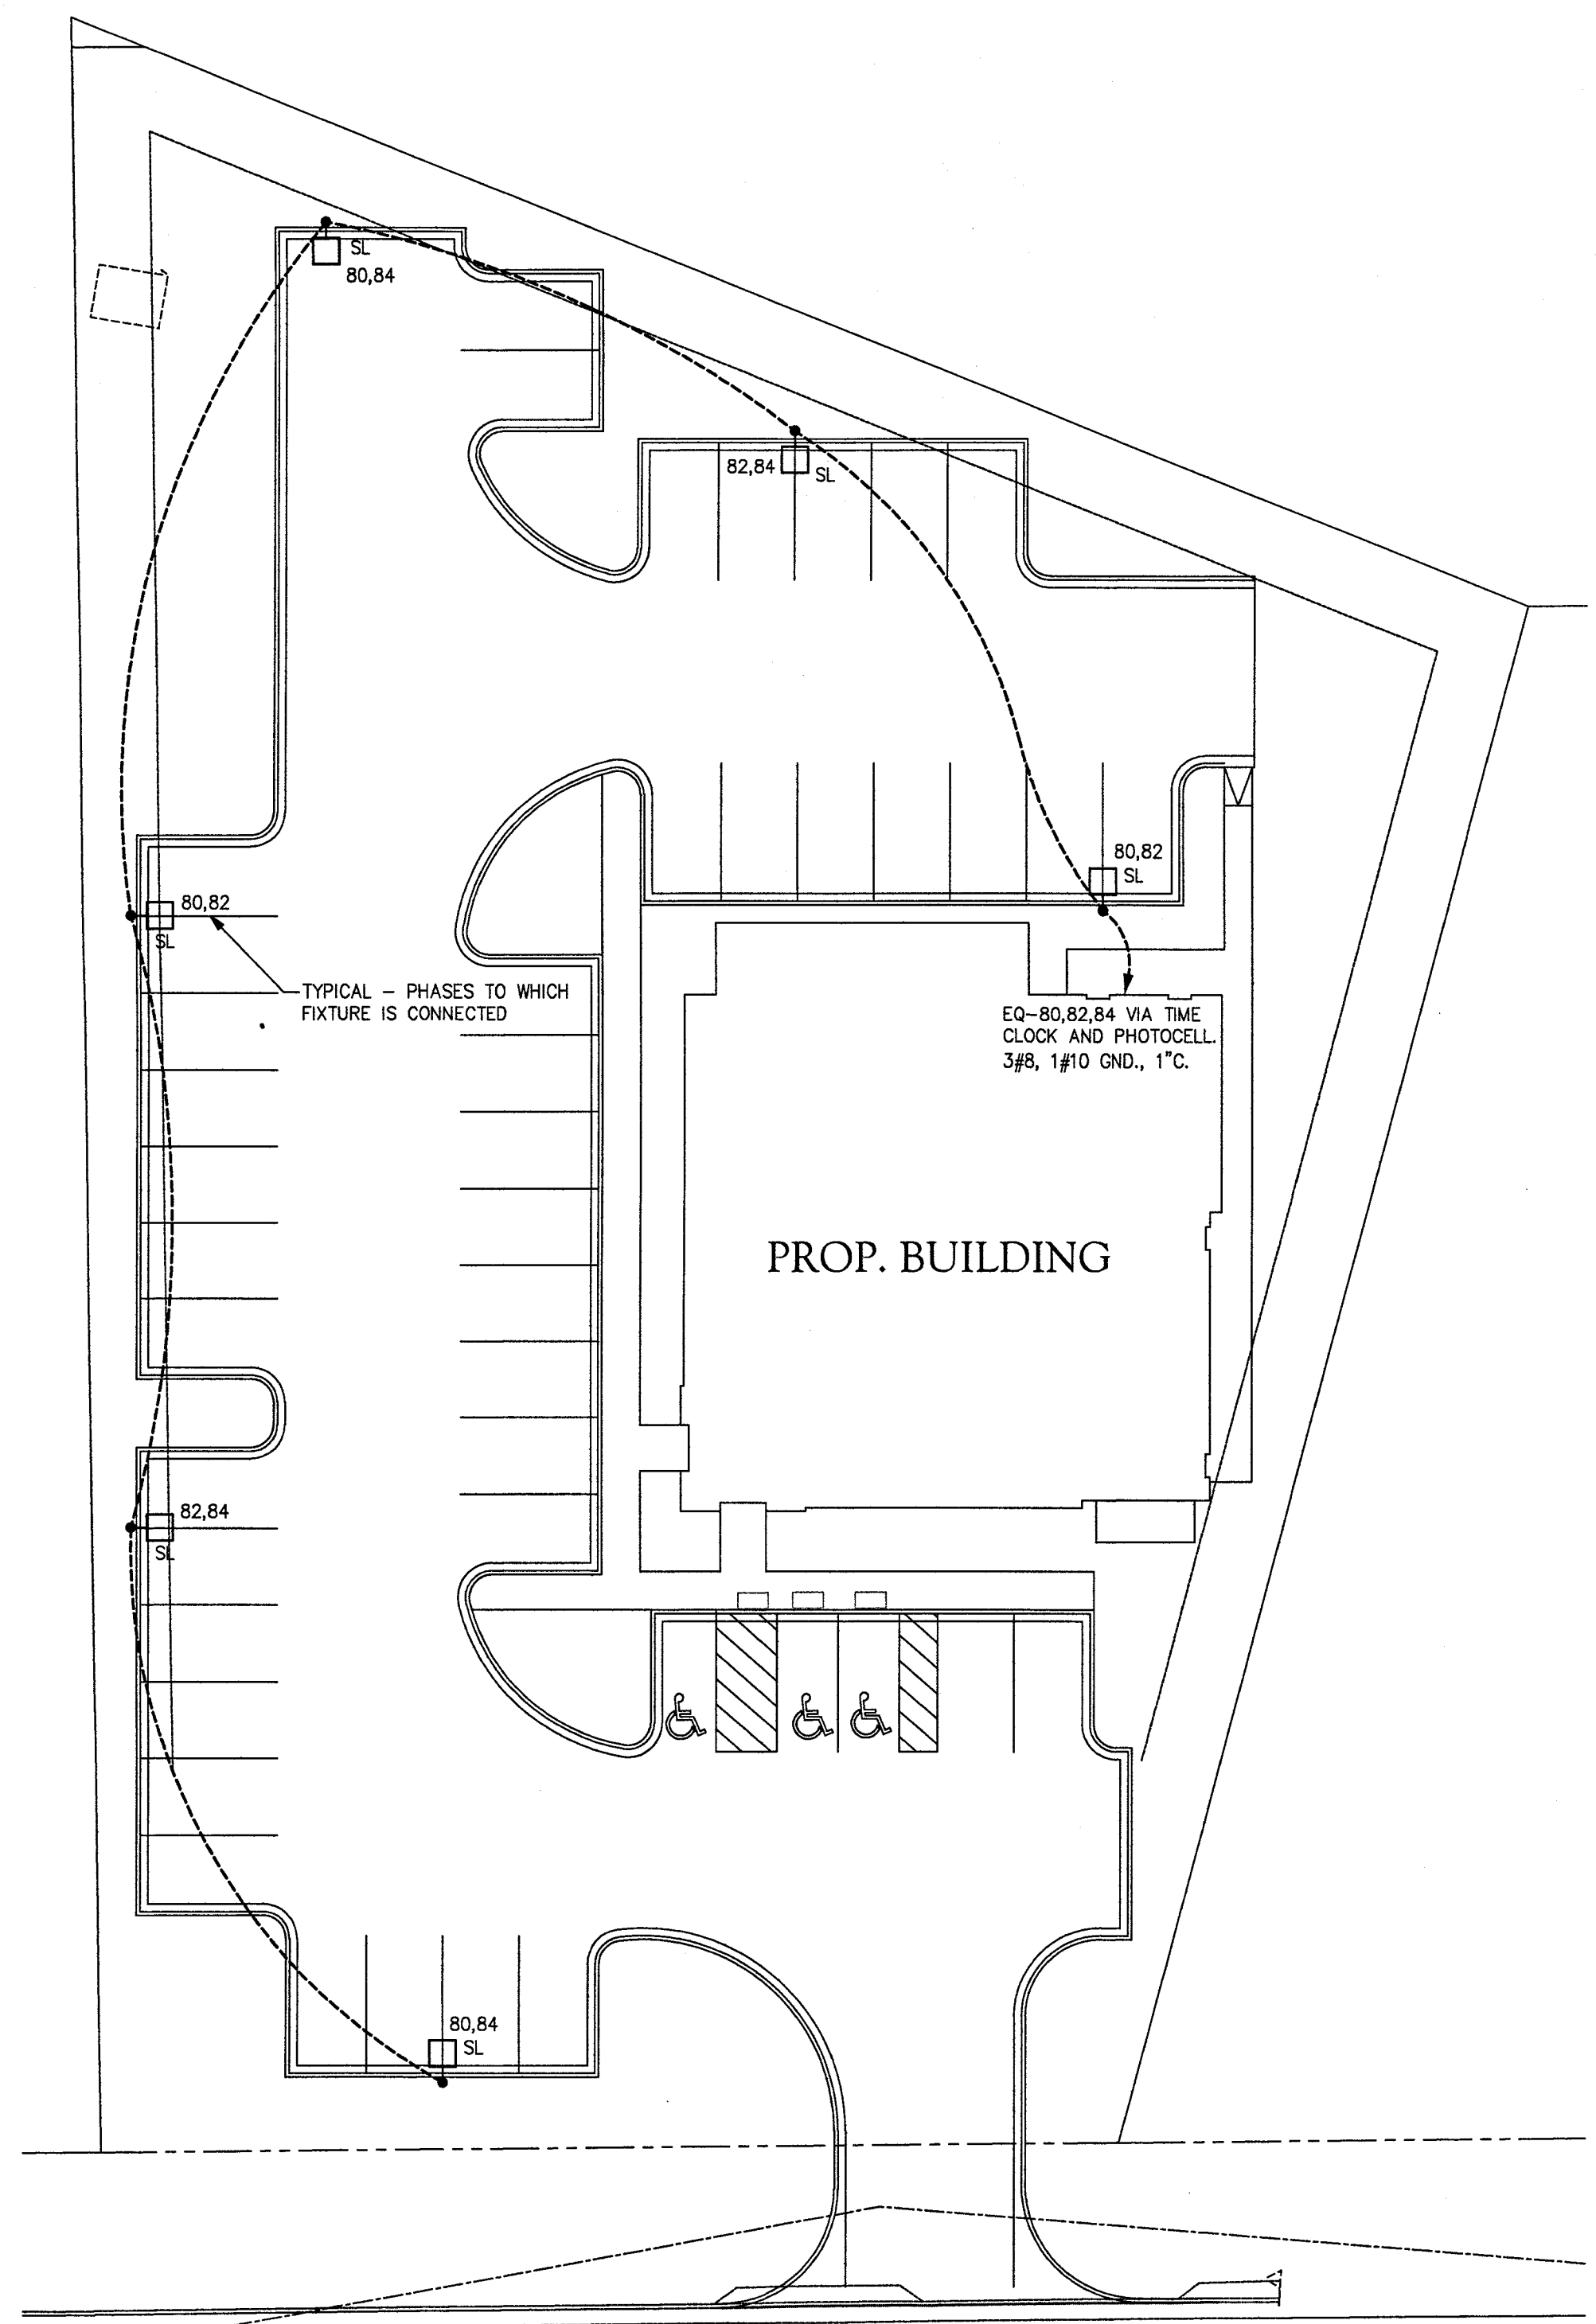 SL
80,84
82,84
SL
80,82
SL
80,82
SL
TYPICAL – PHASES TO WHICH
FIXTURE IS CONNECTED
EQ–80,82,84 VIA TIME
CLOCK AND PHOTOCELL.
3#8, 1#10 GND., 1"C.
PROP. BUILDING
82,84
SL
80,84
SL